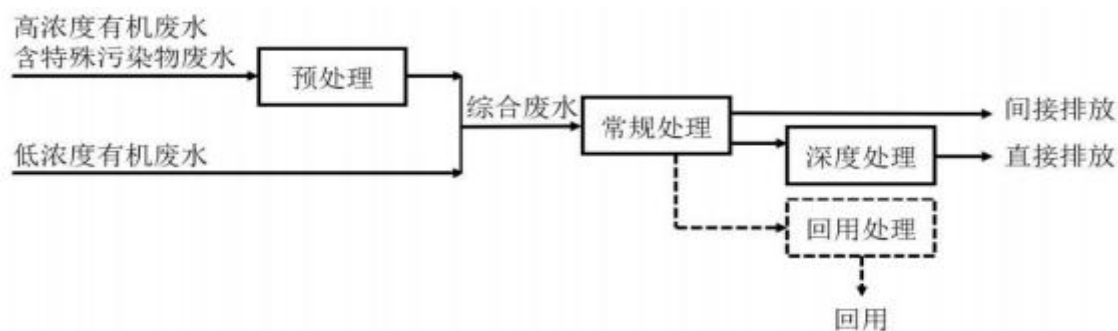 高浓度有机废水
含特殊污染物废水
预处理
综合废水
常规处理
间接排放
低浓度有机废水
深度处理
直接排放
回用处理
回用